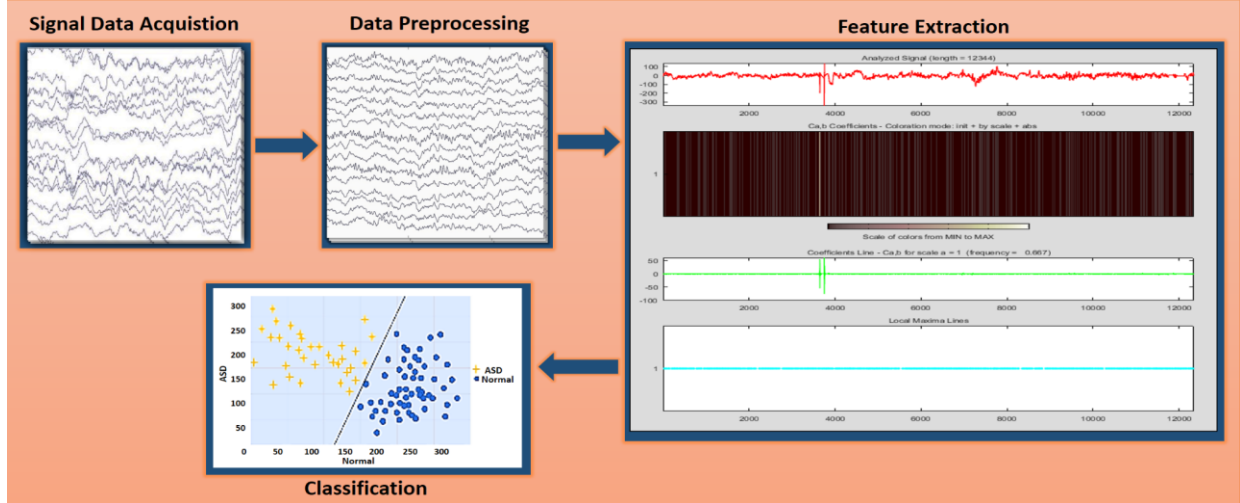 Signal Data Acquistion
Data Preprocessing
Feature Extraction
Analyzed Signal (length = 12344)
100
0
-100
-200
-300
2000 4000 6000 8000 10000 12000
Ca,b Coefficients - Coloration mode: init + by scale + abs
1
Scale of colors from MIN to MAX
Coefficients Line - Ca,b for scale a = 1 (frequency = 0.667)
50
0
-50
-100
2000 4000 6000 8000 10000 12000
Local Maxima Lines
1
2000 4000 6000 8000 10000 12000
300
250
200
150
100
50
ASD
0 50 100 150 200 250 300
Normal
ASD
Normal
Classification